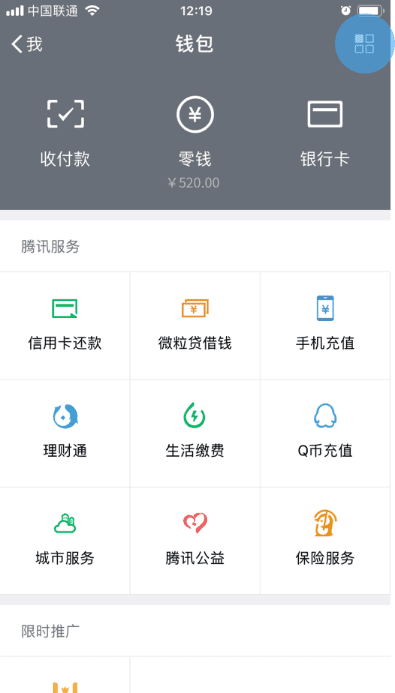 中国联通 12:19
我 钱包
收付款 零钱 银行卡
￥520.00
腾讯服务
信用卡还款 微粒贷借钱 手机充值
理财通 生活缴费 Q币充值
城市服务 腾讯公益 保险服务
限时推广